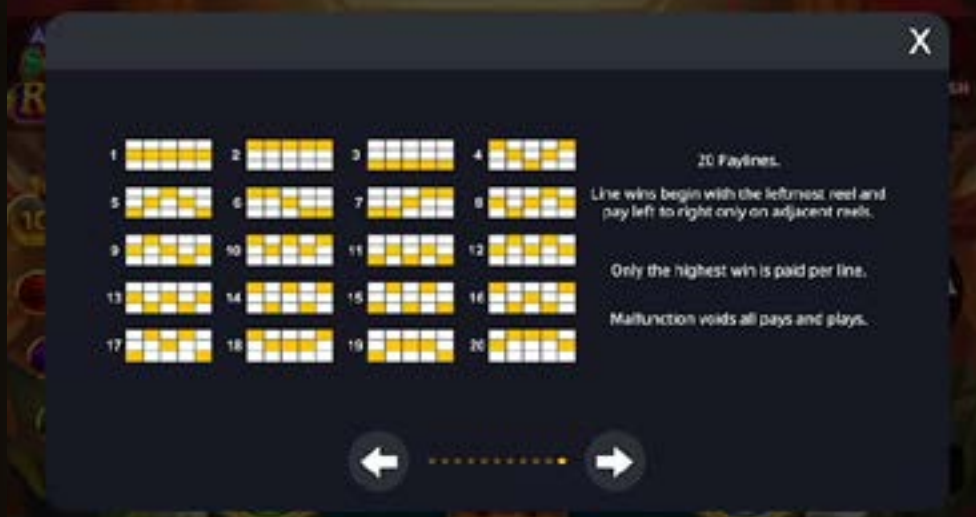 X
1 2 3 4
20 Paylines.
5 6 7 8
Line wins begin with the leftmost reel and
pay left to right only on adjacent reels.
9 10 11 12
Only the highest win is paid per line.
13 14 15 16
Malfunction voids all pays and plays.
17 18 19 20